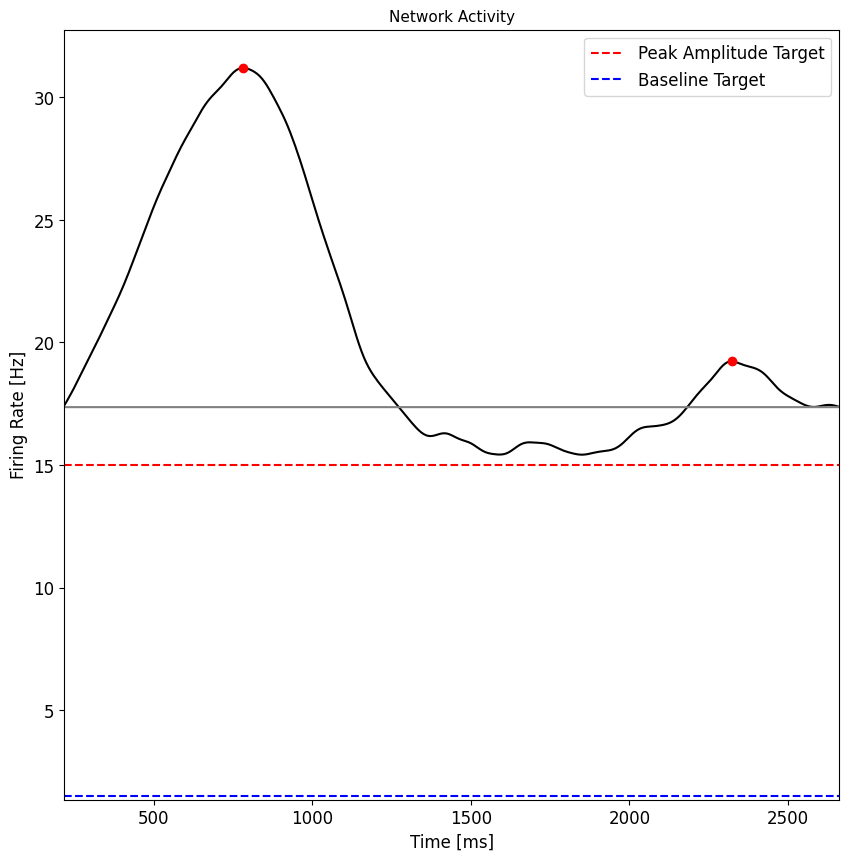 Network Activity
Peak Amplitude Target
Baseline Target
Firing Rate [Hz]
30
25
20
15
10
5
500 1000 1500 2000 2500
Time [ms]